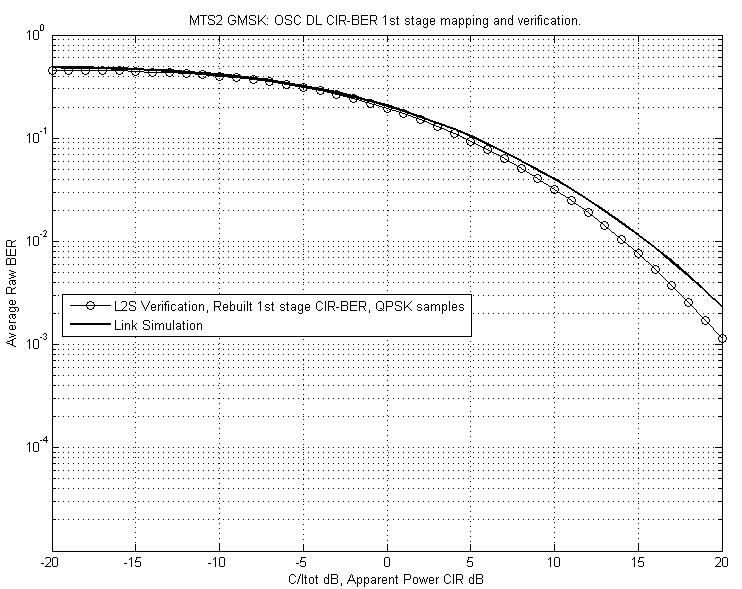 MTS2 GMSK: OSC DL CIR-BER 1st stage mapping and verification.
10^0
10^-1
10^-2
10^-3
10^-4
Average Raw BER
L2S Verification, Rebuilt 1st stage CIR-BER, QPSK samples
Link Simulation
-20 -15 -10 -5 0 5 10 15 20
C/Itot dB, Apparent Power CIR dB